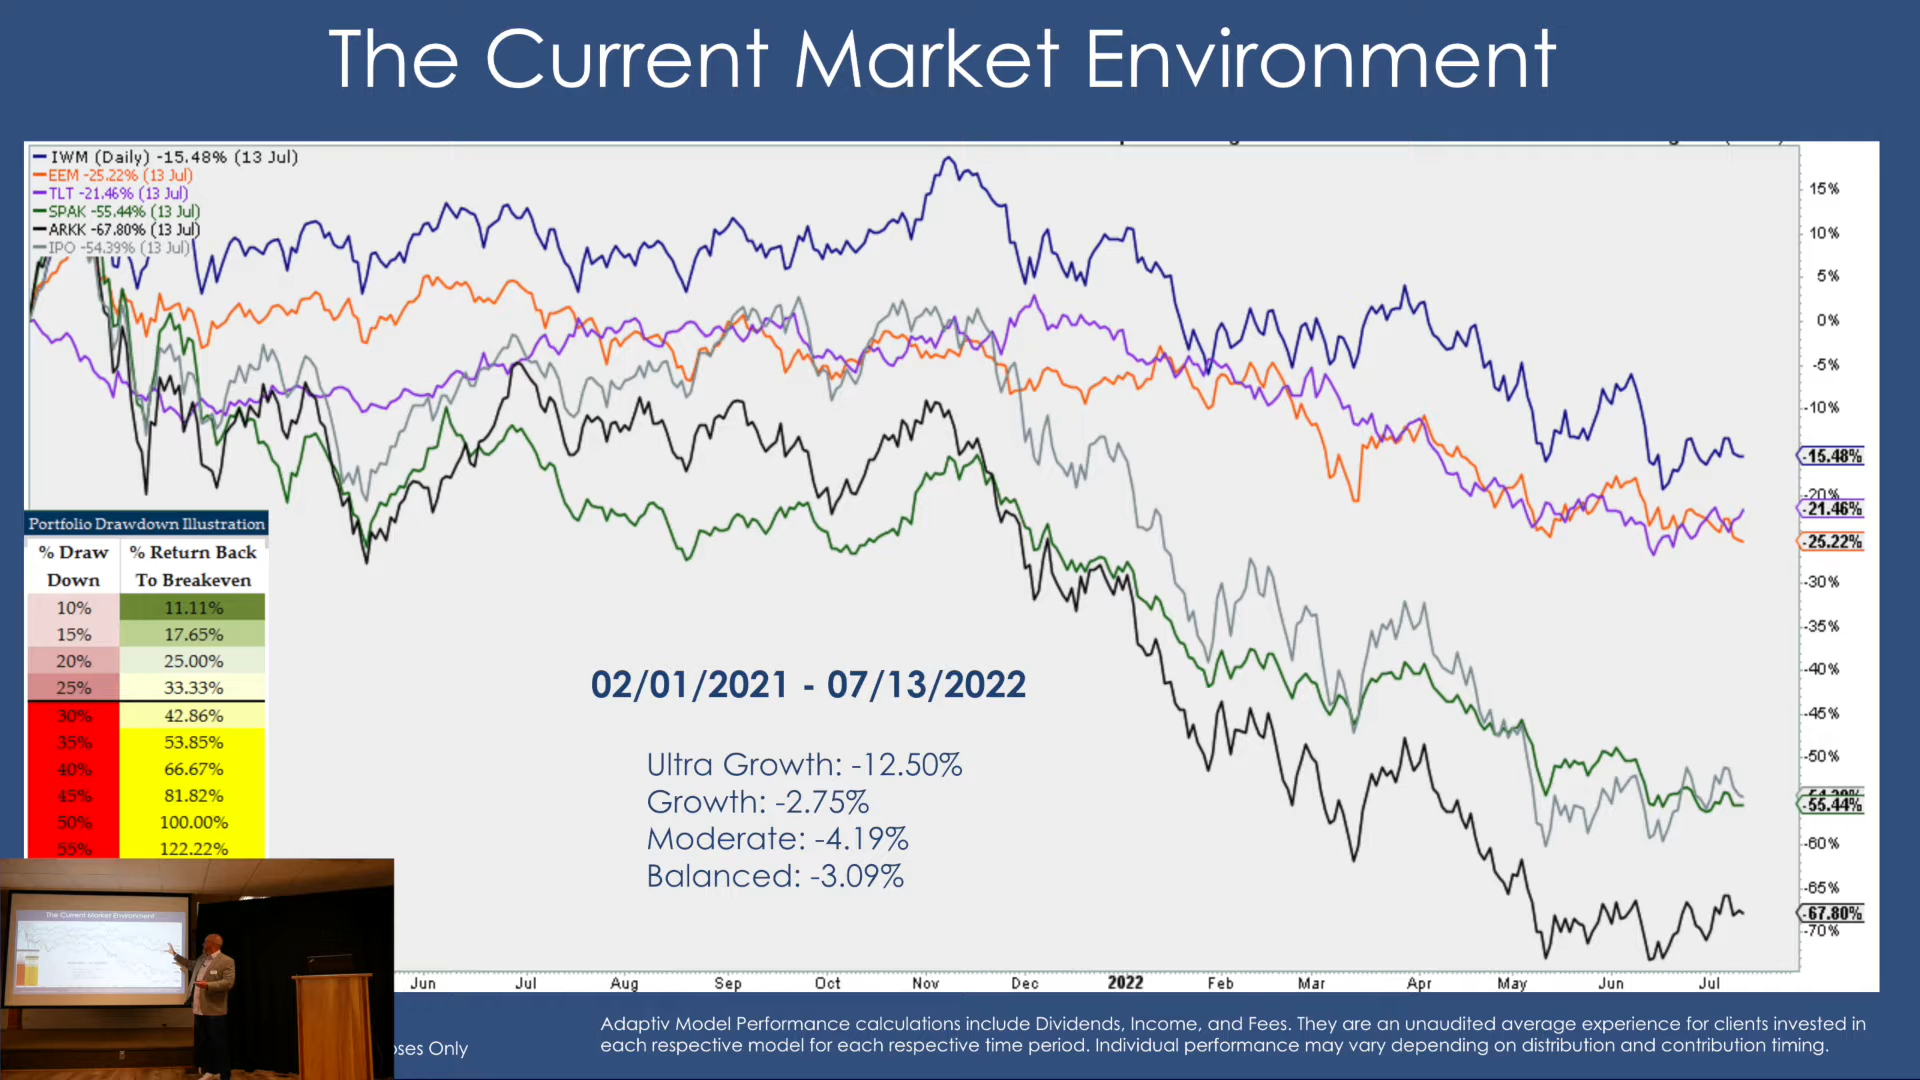 The Current Market Environment
IWM (Daily) -15.48% (13 Jul)
EEM -25.22% (13 Jul)
TLT -21.46% (13 Jul)
SPAK -55.44% (13 Jul)
ARKK -67.80% (13 Jul)
IPO -54.39% (13 Jul)
15%
10%
5%
0%
-5%
-10%
-15.48%
-20%
-21.46%
-25.22%
-30%
-35%
-40%
-45%
-50%
-55.44%
-60%
-65%
-67.80%
-70%
Portfolio Drawdown Illustration
% Draw Down % Return Back To Breakeven
10% 11.11%
15% 17.65%
20% 25.00%
25% 33.33%
30% 42.86%
35% 53.85%
40% 66.67%
45% 81.82%
50% 100.00%
55% 122.22%
02/01/2021 - 07/13/2022
Ultra Growth: -12.50%
Growth: -2.75%
Moderate: -4.19%
Balanced: -3.09%
Jun Jul Aug Sep Oct Nov Dec 2022 Feb Mar Apr May Jun Jul
The Current Market Environment
Only
Adaptiv Model Performance calculations include Dividends, Income, and Fees. They are an unaudited average experience for clients invested in
each respective model for each respective time period. Individual performance may vary depending on distribution and contribution timing.